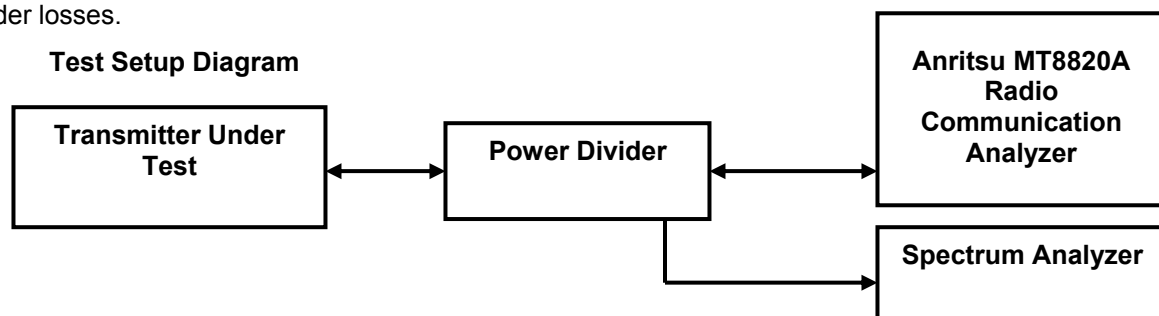 der losses.
Test Setup Diagram
Transmitter Under
Test
Power Divider
Anritsu MT8820A
Radio
Communication
Analyzer
Spectrum Analyzer